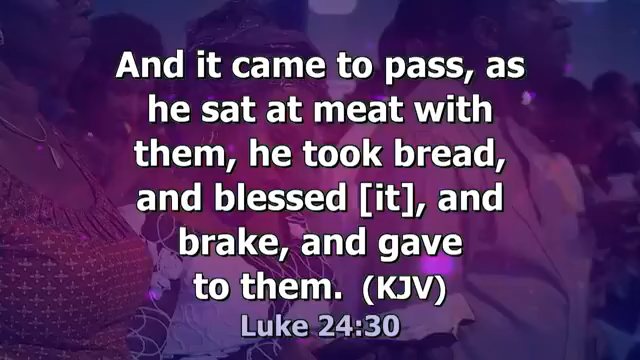 And it came to pass, as
he sat at meat with
them, he took bread,
and blessed [it], and
brake, and gave
to them. (KJV)
Luke 24:30